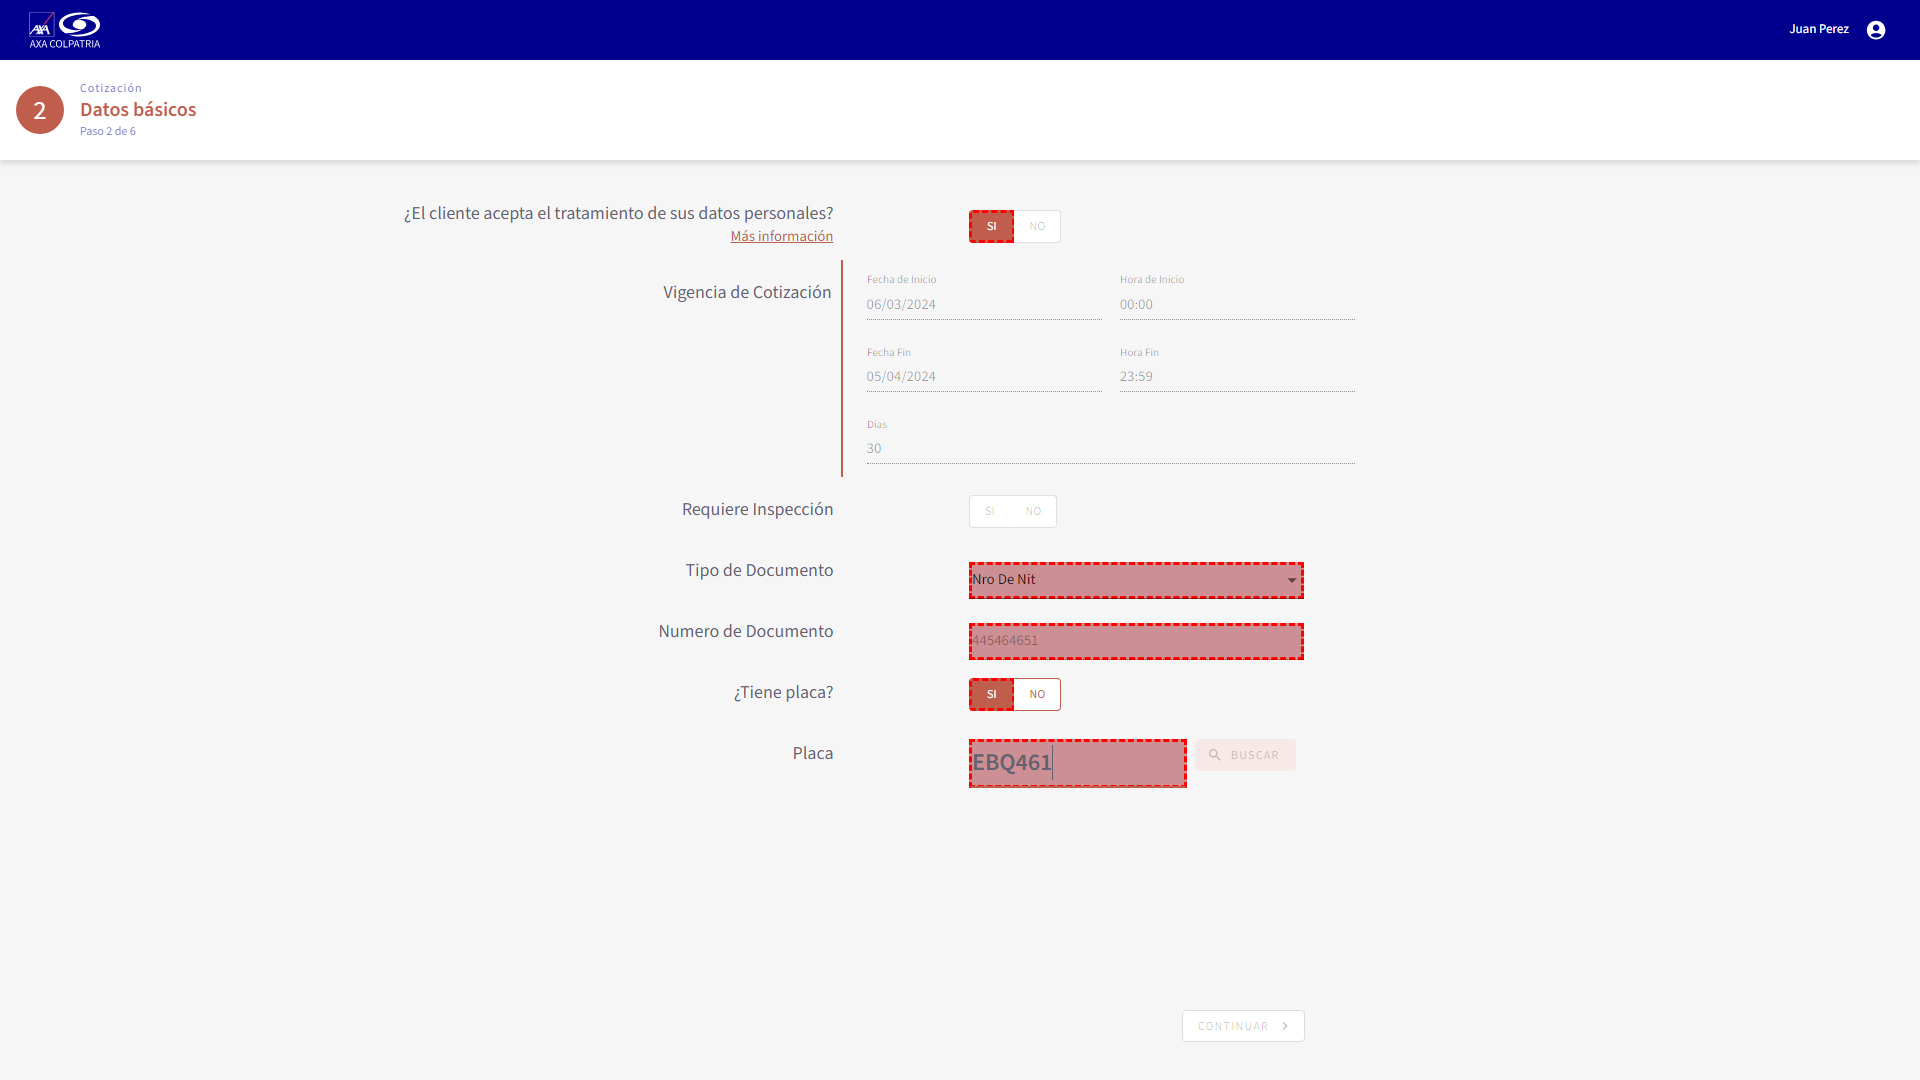 AXA
AXA COLPATRIA
Juan Perez
2
Cotización
Datos básicos
Paso 2 de 6
¿El cliente acepta el tratamiento de sus datos personales?
Más información
SI NO
Vigencia de Cotización
Fecha de Inicio
06/03/2024
Hora de Inicio
00:00
Fecha Fin
05/04/2024
Hora Fin
23:59
Días
30
Requiere Inspección
SI NO
Tipo de Documento
Nro De Nit
Numero de Documento
445464651
¿Tiene placa?
SI NO
Placa
EBQ461
BUSCAR
CONTINUAR